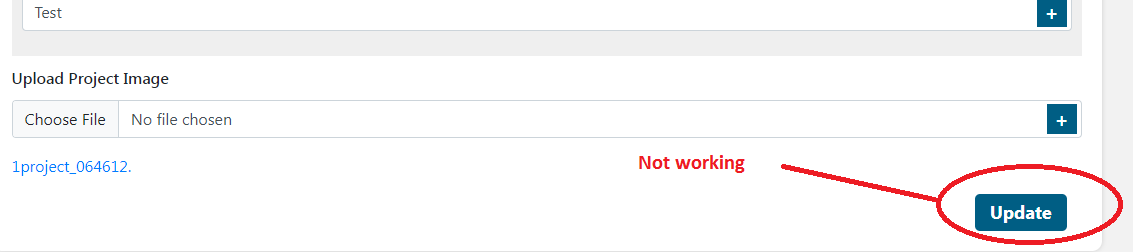 Test +
Upload Project Image
Choose File No file chosen +
1project_064612.
Not working
Update